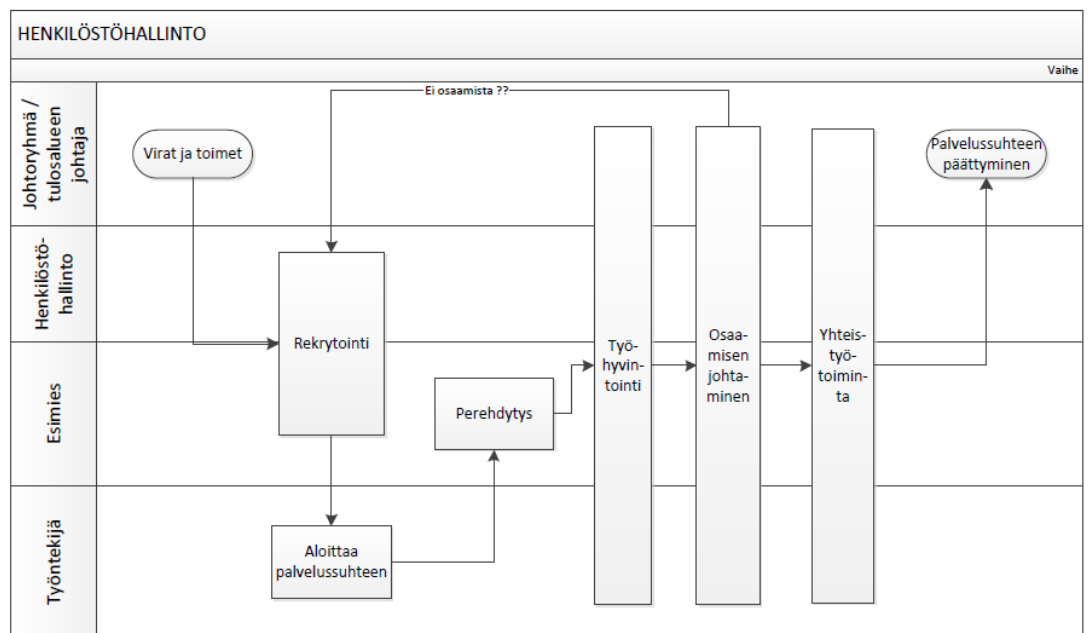 HENKILÖSTÖHALLINTO
Vaihe
Johtoryhmä /
tulosalueen
johtaja
Ei osaamista ??
Virat ja toimet
Palvelussuhteen
päättyminen
Henkilöstö-
hallinto
Rekrytointi
Työ-
hyvin-
tointi
Osaa-
misen
johta-
minen
Yhteis-
työ-
toimin-
ta
Esimies
Perehdytys
Työntekijä
Aloittaa
palvelussuhteen